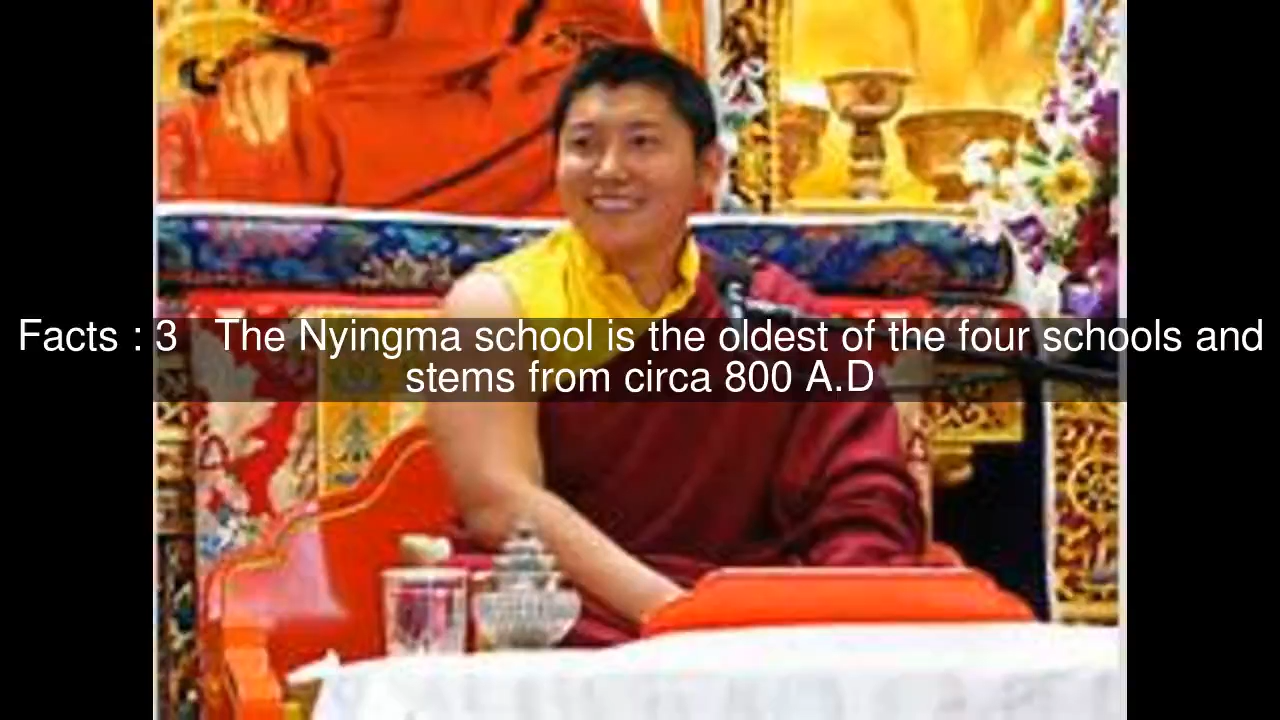 Facts : 3   The Nyingma school is the oldest of the four schools and
stems from circa 800 A.D